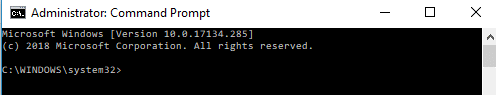 Administrator: Command Prompt
Microsoft Windows [Version 10.0.17134.285]
(c) 2018 Microsoft Corporation. All rights reserved.
C:\WINDOWS\system32>